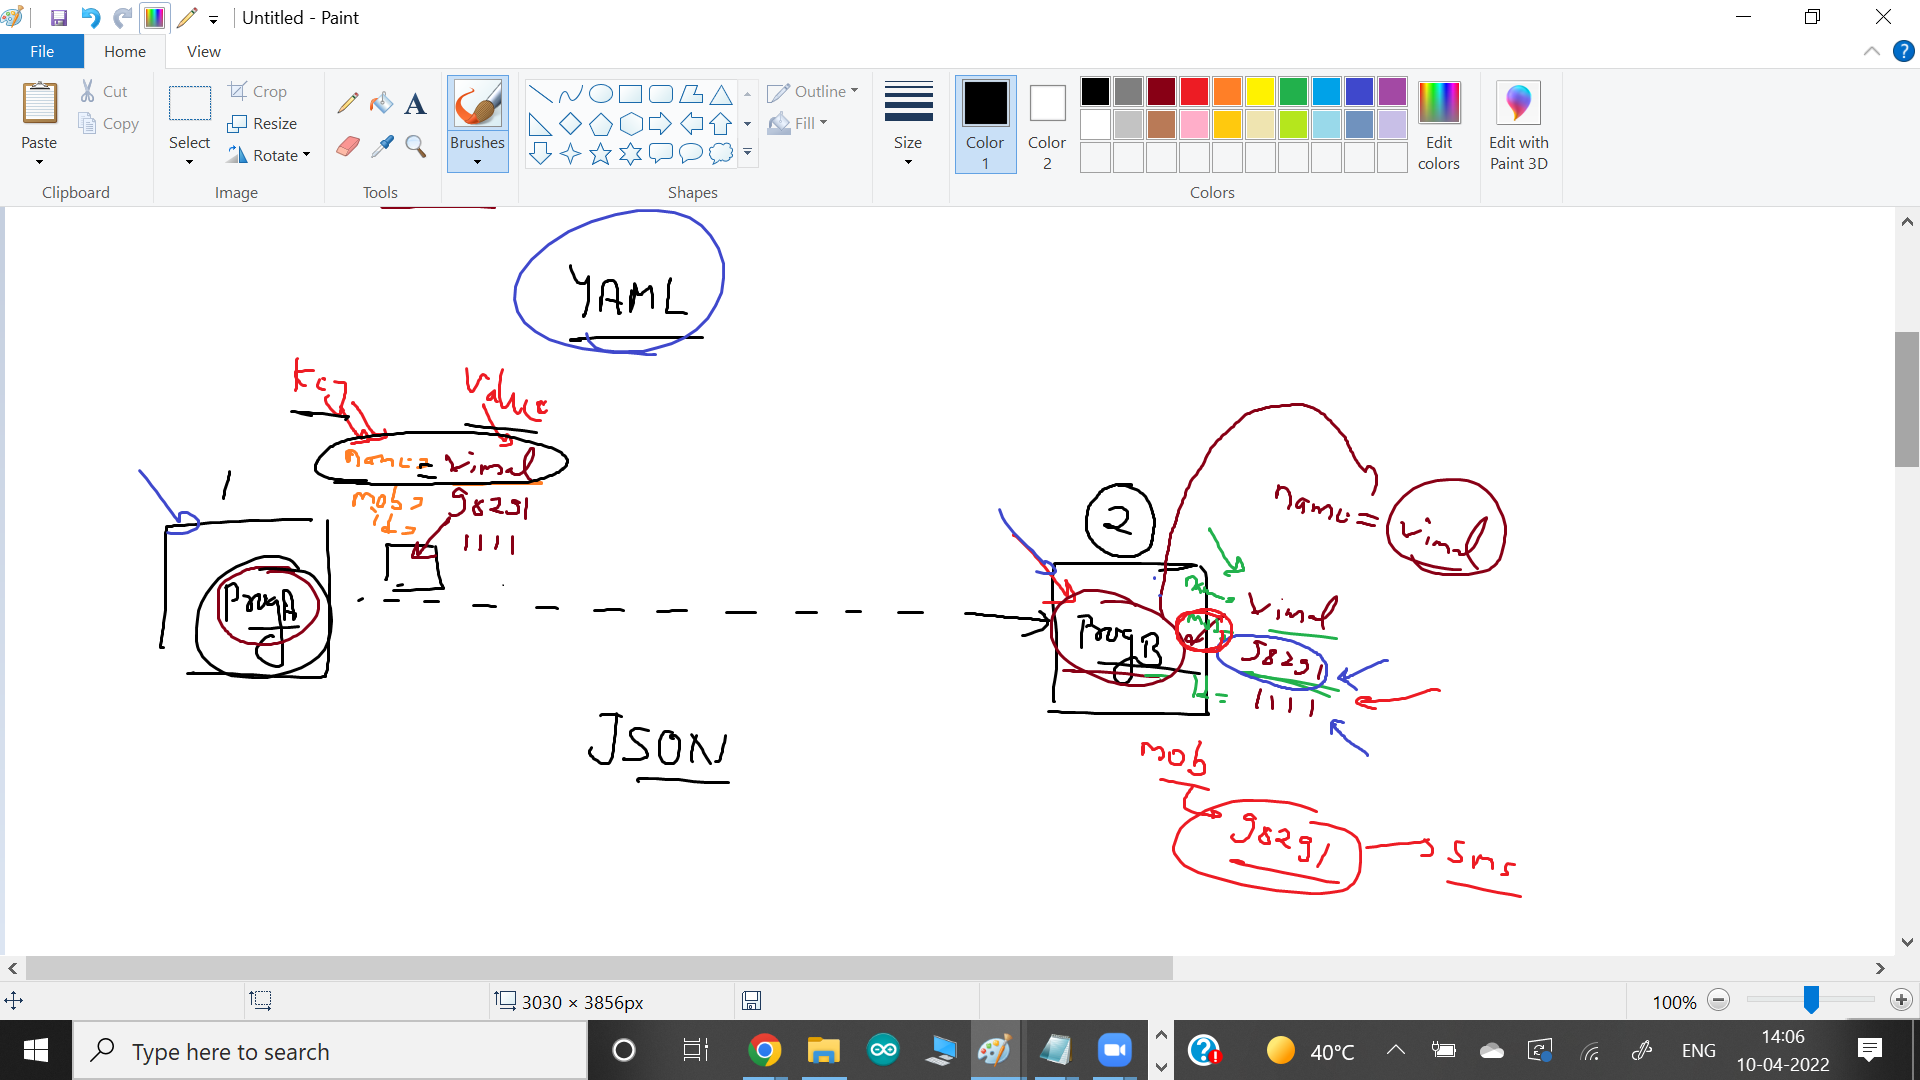 Untitled - Paint
File Home View
Paste
Cut
Copy
Clipboard
Select
Crop
Resize
Rotate
Image
Tools
Brushes
Shapes
Outline
Fill
Size
Color 1
Color 2
Edit colors
Colors
Edit with Paint 3D
YAML
Key
Value
name = vimal
mob= 98291
id= 1111
1
Prog A
JSON
2
Prog B
name = vimal
vimal
98291
1111
mob
98291
sms
3030 × 3856px
100%
Type here to search
40°C
ENG
14:06
10-04-2022